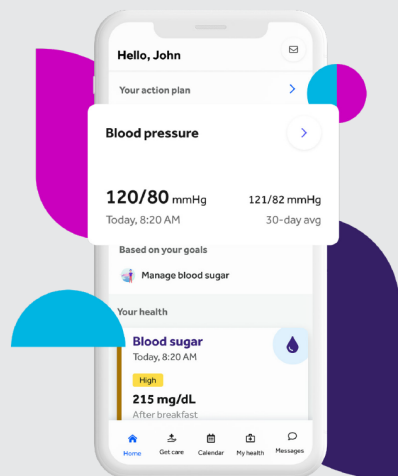 Hello, John
Your action plan
Blood pressure
120/80 mmHg 121/82 mmHg
Today, 8:20 AM 30-day avg
Based on your goals
Manage blood sugar
Your health
Blood sugar
Today, 8:20 AM
High
215 mg/dL
After breakfast
Home Get care Calendar My health Messages